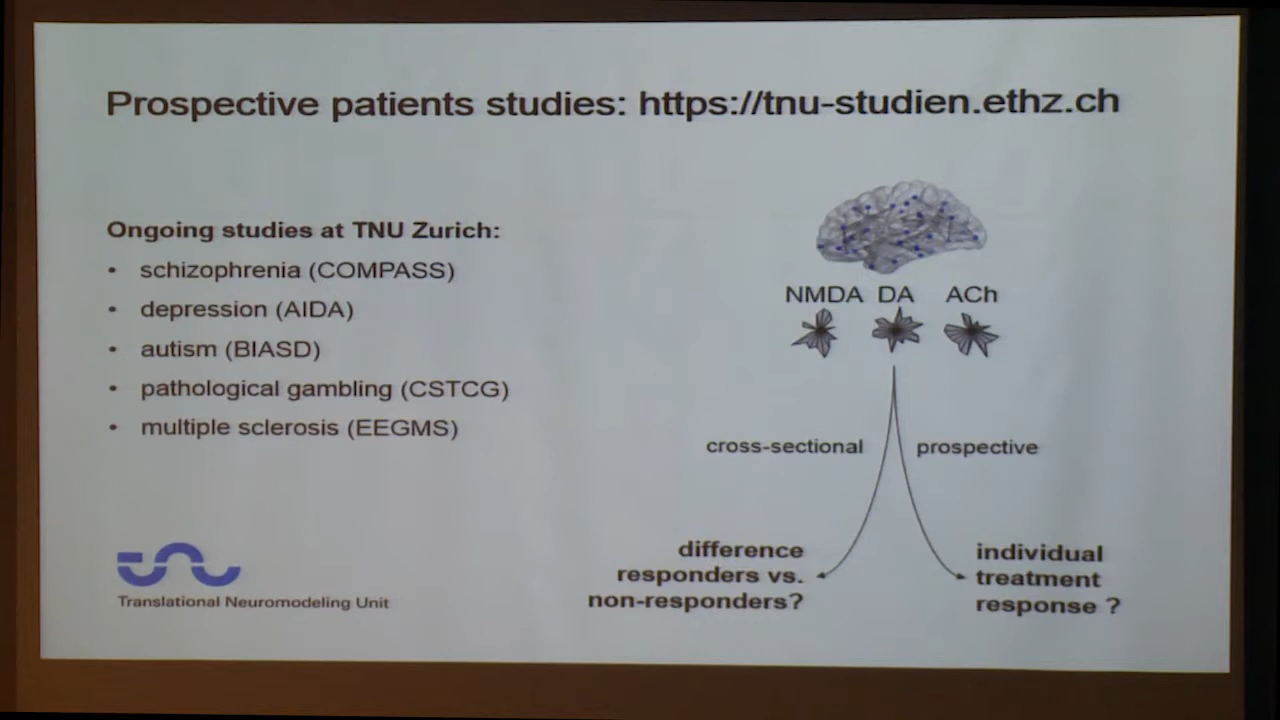 Prospective patients studies: https://tnu-studien.ethz.ch
Ongoing studies at TNU Zurich:
• schizophrenia (COMPASS)
• depression (AIDA)
• autism (BIASD)
• pathological gambling (CSTCG)
• multiple sclerosis (EEGMS)
Translational Neuromodeling Unit
NMDA DA ACh
cross-sectional prospective
difference
responders vs.
non-responders?
individual
treatment
response ?